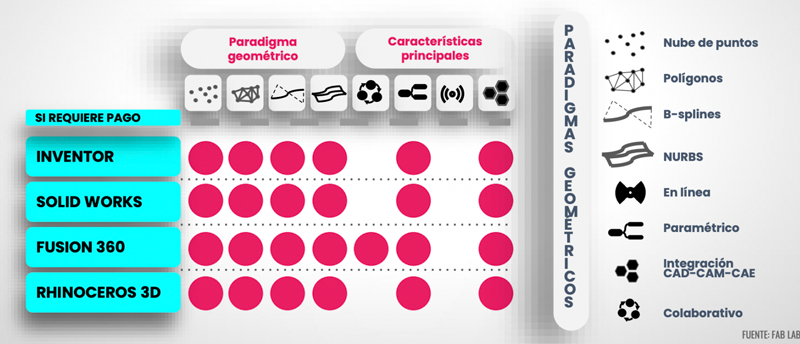 Paradigma
geométrico
Características
principales
SI REQUIERE PAGO
INVENTOR
SOLID WORKS
FUSION 360
RHINOCEROS 3D
PARADIGMAS GEOMÉTRICOS
Nube de puntos
Polígonos
B-splines
NURBS
En línea
Paramétrico
Integración
CAD-CAM-CAE
Colaborativo
FUENTE: FAB LAB